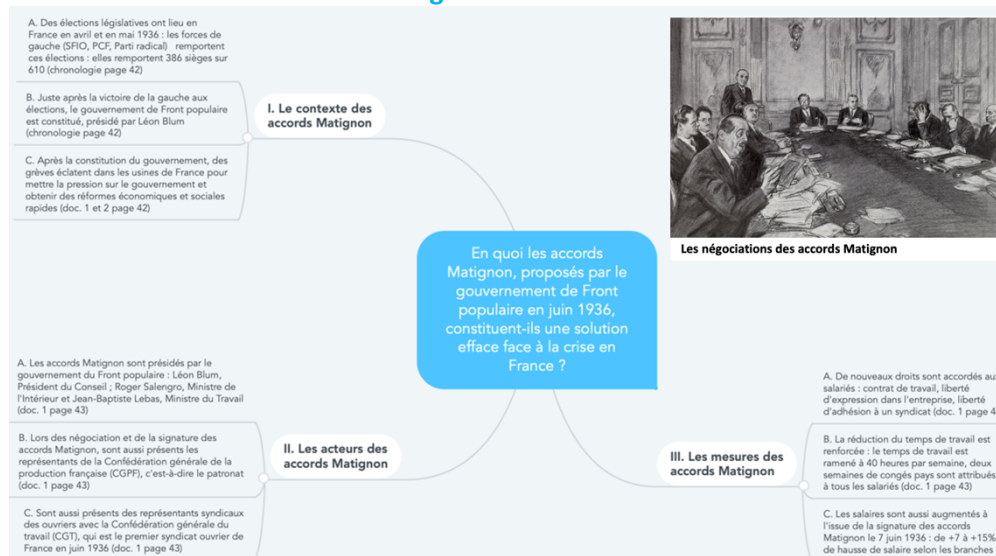 A. Des élections législatives ont lieu en
France en avril et en mai 1936 : les forces de
gauche (SFIO, PCF, Parti radical) remportent
ces élections : elles remportent 386 sièges sur
610 (chronologie page 42)
B. Juste après la victoire de la gauche aux
élections, le gouvernement de Front populaire
est constitué, présidé par Léon Blum
(chronologie page 42)
C. Après la constitution du gouvernement, des
grèves éclatent dans les usines de France pour
mettre la pression sur le gouvernement et
obtenir des réformes économiques et sociales
rapides (doc. 1 et 2 page 42)
I. Le contexte des
accords Matignon
Les négociations des accords Matignon
En quoi les accords
Matignon, proposés par le
gouvernement de Front
populaire en juin 1936,
constituent-ils une solution
efface face à la crise en
France ?
A. Les accords Matignon sont présidés par le
gouvernement du Front populaire : Léon Blum,
Président du Conseil ; Roger Salengro, Ministre de
l'Intérieur et Jean-Baptiste Lebas, Ministre du Travail
(doc. 1 page 43)
B. Lors des négociation et de la signature des
accords Matignon, sont aussi présents les
représentants de la Confédération générale de la
production française (CGPF), c'est-à-dire le patronat
(doc. 1 page 43)
C. Sont aussi présents des représentants syndicaux
des ouvriers avec la Confédération générale du
travail (CGT), qui est le premier syndicat ouvrier de
France en juin 1936 (doc. 1 page 43)
II. Les acteurs des
accords Matignon
III. Les mesures des
accords Matignon
A. De nouveaux droits sont accordés au
salariés : contrat de travail, liberté
d'expression dans l'entreprise, liberté
d'adhésion à un syndicat (doc. 1 page 4
B. La réduction du temps de travail est
renforcée : le temps de travail est
ramené à 40 heures par semaine, deux
semaines de congés pays sont attribués
à tous les salariés (doc. 1 page 43)
C. Les salaires sont aussi augmentés à
l'issue de la signature des accords
Matignon le 7 juin 1936 : de +7 à +15%
de hausse de salaire selon les branches